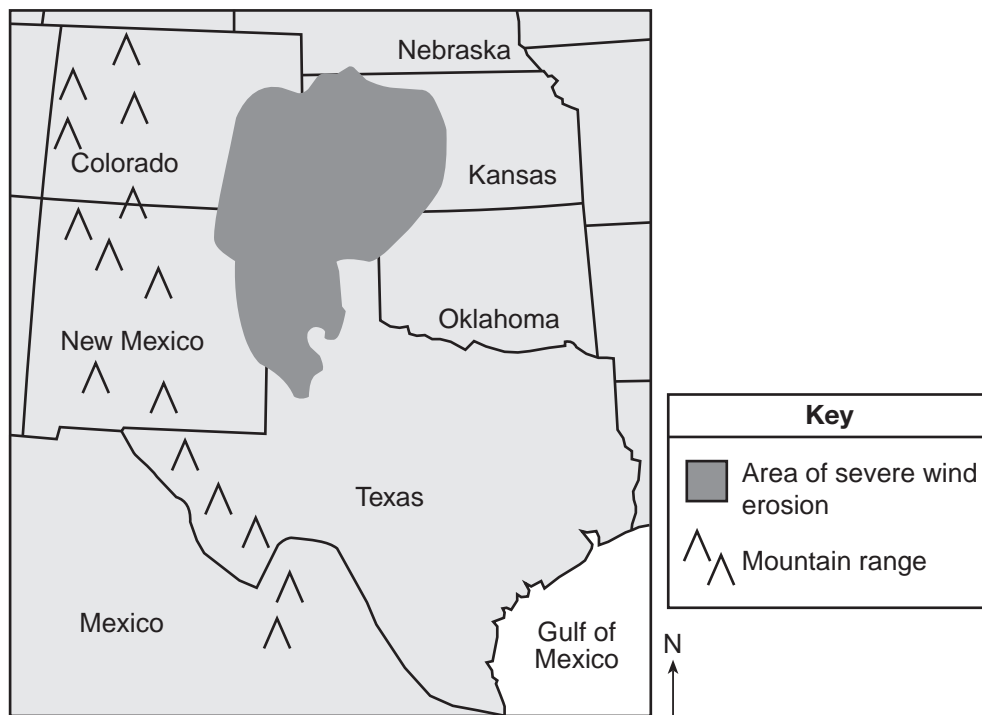 Nebraska
Colorado
Kansas
New Mexico
Oklahoma
Texas
Mexico
Gulf of
Mexico
Key
Area of severe wind
erosion
Mountain range
N